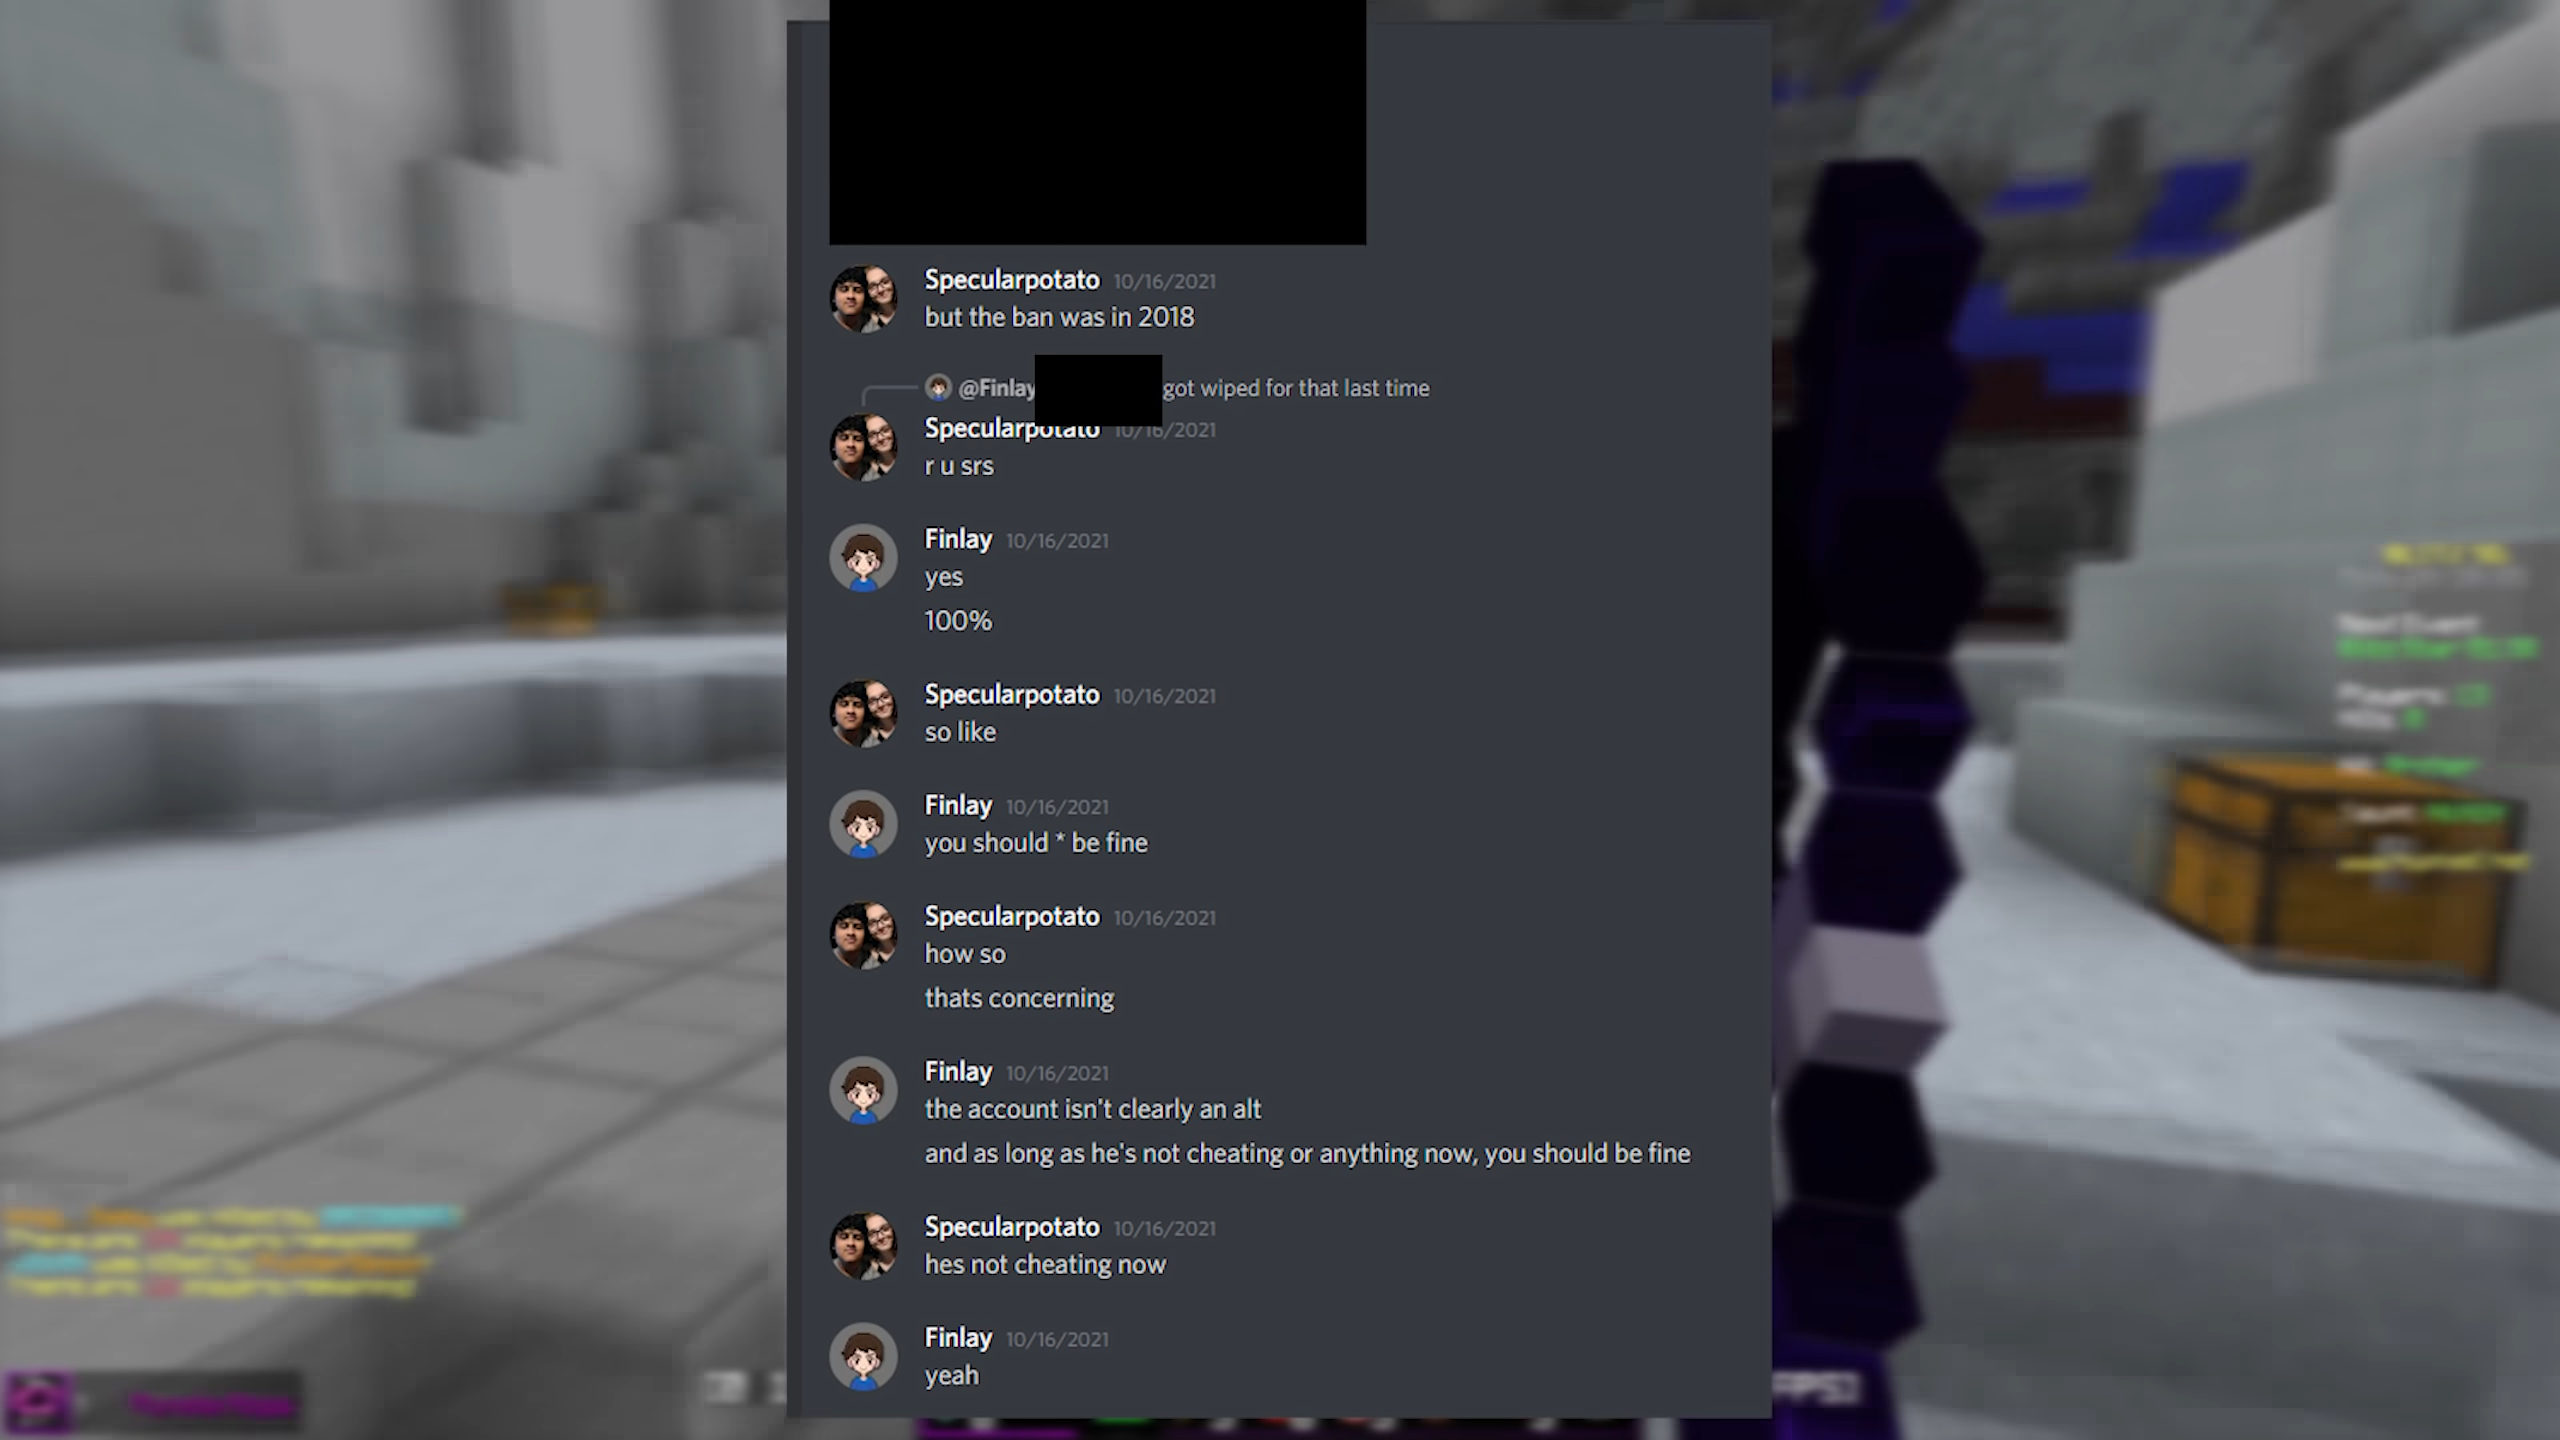 Specularpotato 10/16/2021
but the ban was in 2018
@Finlay got wiped for that last time
Specularpotato 10/16/2021
r u srs
Finlay 10/16/2021
yes
100%
Specularpotato 10/16/2021
so like
Finlay 10/16/2021
you should * be fine
Specularpotato 10/16/2021
how so
thats concerning
Finlay 10/16/2021
the account isn't clearly an alt
and as long as he's not cheating or anything now, you should be fine
Specularpotato 10/16/2021
hes not cheating now
Finlay 10/16/2021
yeah